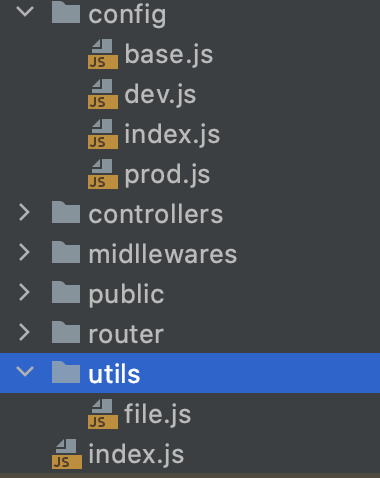 config
JS base.js
JS dev.js
JS index.js
JS prod.js
controllers
midllewares
public
router
utils
JS file.js
JS index.js